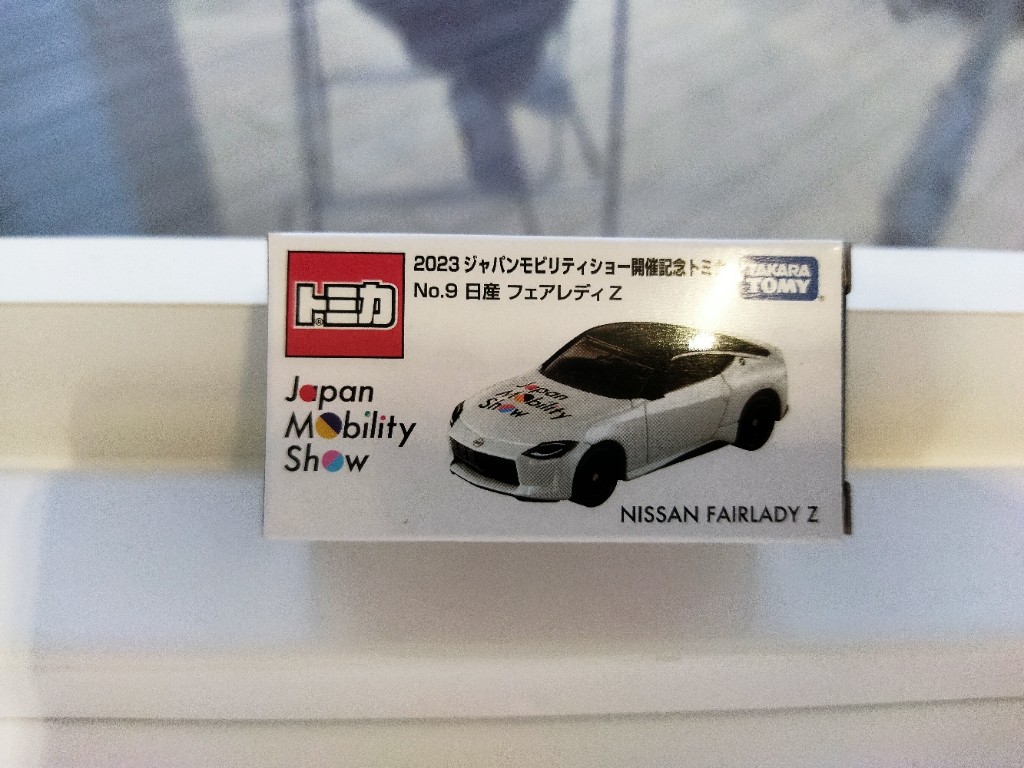 2023 ジャパンモビリティショー開催記念トミカ
No.9 日産 フェアレディ Z
TAKARA TOMY
トミカ
®
Japan
Mobility
Show
Japan
Mobility
Show
NISSAN FAIRLADY Z